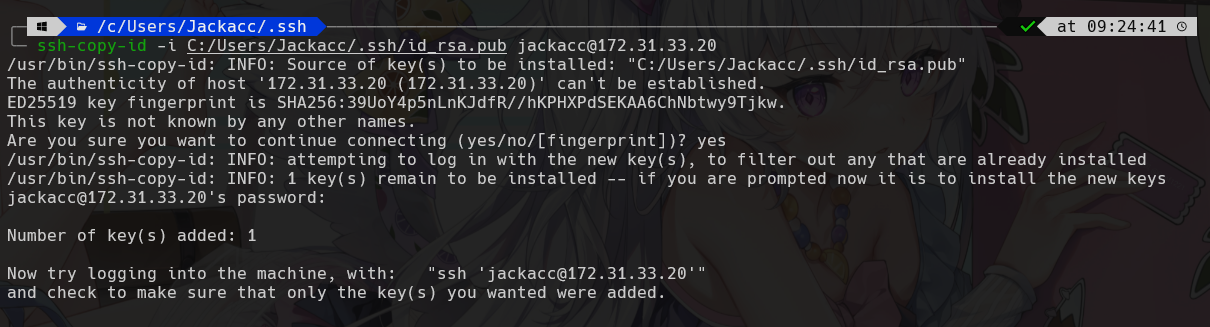 /c/Users/Jackacc/.ssh at 09:24:41
ssh-copy-id -i C:/Users/Jackacc/.ssh/id_rsa.pub jackacc@172.31.33.20
/usr/bin/ssh-copy-id: INFO: Source of key(s) to be installed: "C:/Users/Jackacc/.ssh/id_rsa.pub"
The authenticity of host '172.31.33.20 (172.31.33.20)' can't be established.
ED25519 key fingerprint is SHA256:39UoY4p5nLnKJdfR//hKPHXPdSEKAA6ChNbtwy9Tjkw.
This key is not known by any other names.
Are you sure you want to continue connecting (yes/no/[fingerprint])? yes
/usr/bin/ssh-copy-id: INFO: attempting to log in with the new key(s), to filter out any that are already installed
/usr/bin/ssh-copy-id: INFO: 1 key(s) remain to be installed -- if you are prompted now it is to install the new keys
jackacc@172.31.33.20's password:
Number of key(s) added: 1
Now try logging into the machine, with:   "ssh 'jackacc@172.31.33.20'"
and check to make sure that only the key(s) you wanted were added.